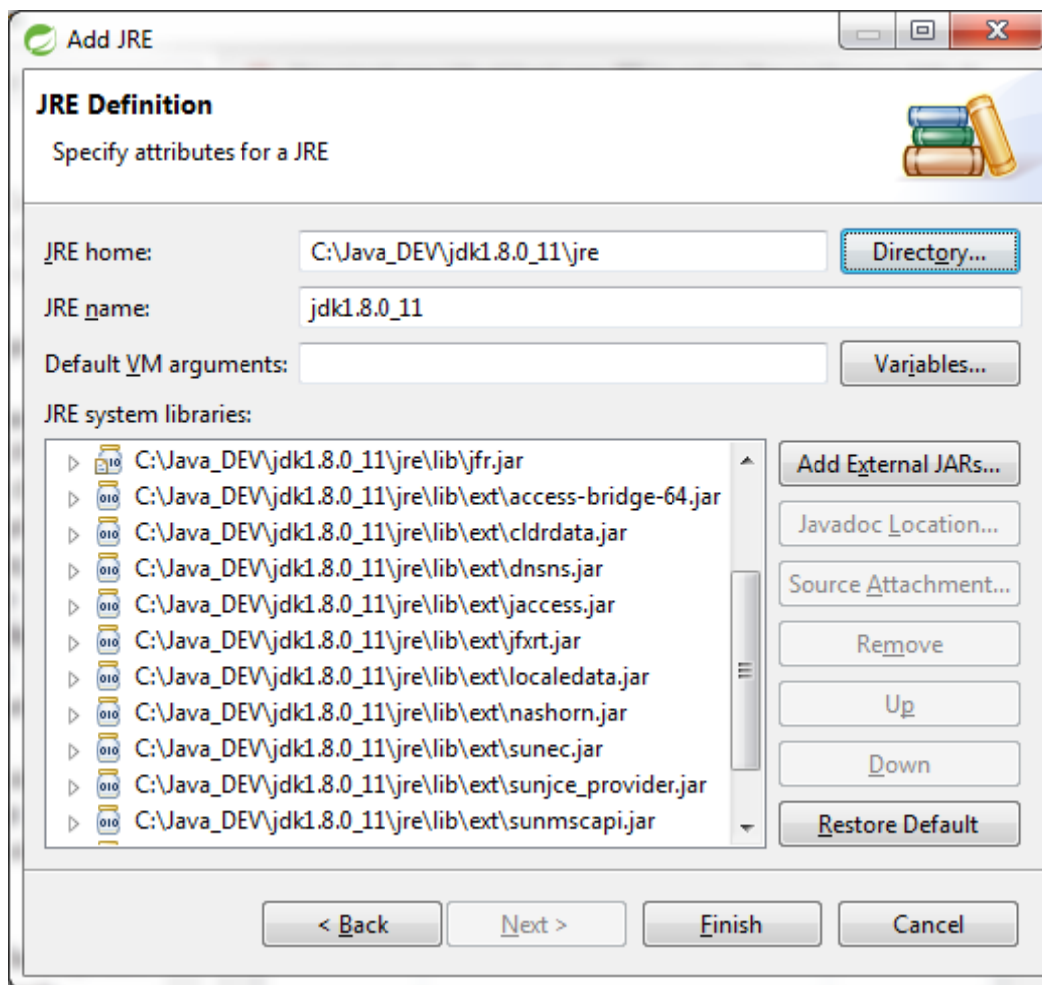 Add JRE
JRE Definition
Specify attributes for a JRE
JRE home: C:\Java_DEV\jdk1.8.0_11\jre Directory...
JRE name: jdk1.8.0_11
Default VM arguments: Variables...
JRE system libraries:
C:\Java_DEV\jdk1.8.0_11\jre\lib\jfr.jar
C:\Java_DEV\jdk1.8.0_11\jre\lib\ext\access-bridge-64.jar
C:\Java_DEV\jdk1.8.0_11\jre\lib\ext\cldrdata.jar
C:\Java_DEV\jdk1.8.0_11\jre\lib\ext\dnsns.jar
C:\Java_DEV\jdk1.8.0_11\jre\lib\ext\jaccess.jar
C:\Java_DEV\jdk1.8.0_11\jre\lib\ext\jfxrt.jar
C:\Java_DEV\jdk1.8.0_11\jre\lib\ext\localedata.jar
C:\Java_DEV\jdk1.8.0_11\jre\lib\ext\nashorn.jar
C:\Java_DEV\jdk1.8.0_11\jre\lib\ext\sunec.jar
C:\Java_DEV\jdk1.8.0_11\jre\lib\ext\sunjce_provider.jar
C:\Java_DEV\jdk1.8.0_11\jre\lib\ext\sunmscapi.jar
Add External JARs...
Javadoc Location...
Source Attachment...
Remove
Up
Down
Restore Default
< Back Next > Finish Cancel